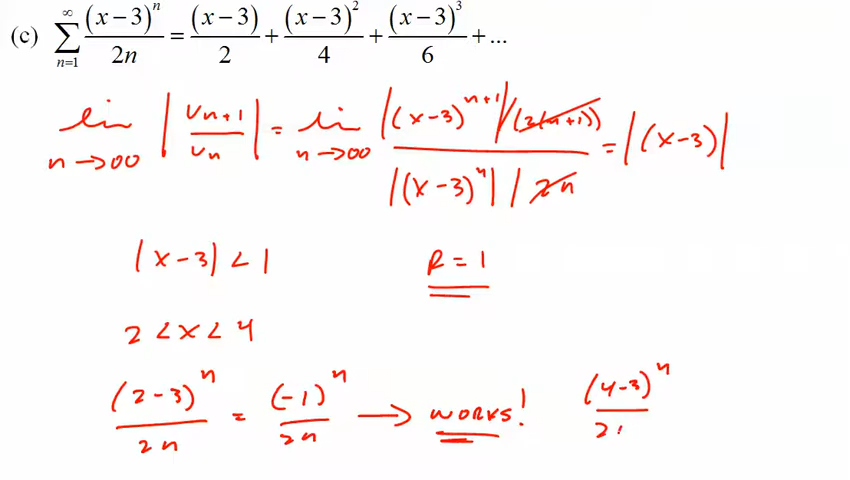 (c) ∑_{n=1}^{∞} (x−3)^n / 2n = (x−3)/2 + (x−3)^2/4 + (x−3)^3/6 + ...
lim_{n→∞} |U_{n+1} / U_n| = lim_{n→∞} |(x−3)^{n+1}| / (2(n+1)) / |(x−3)^n| / 2n = |(x−3)|
|x−3| < 1 R = 1
2 < x < 4
(2−3)^n / 2n = (−1)^n / 2n → WORKS! (4−3)^n / 2n